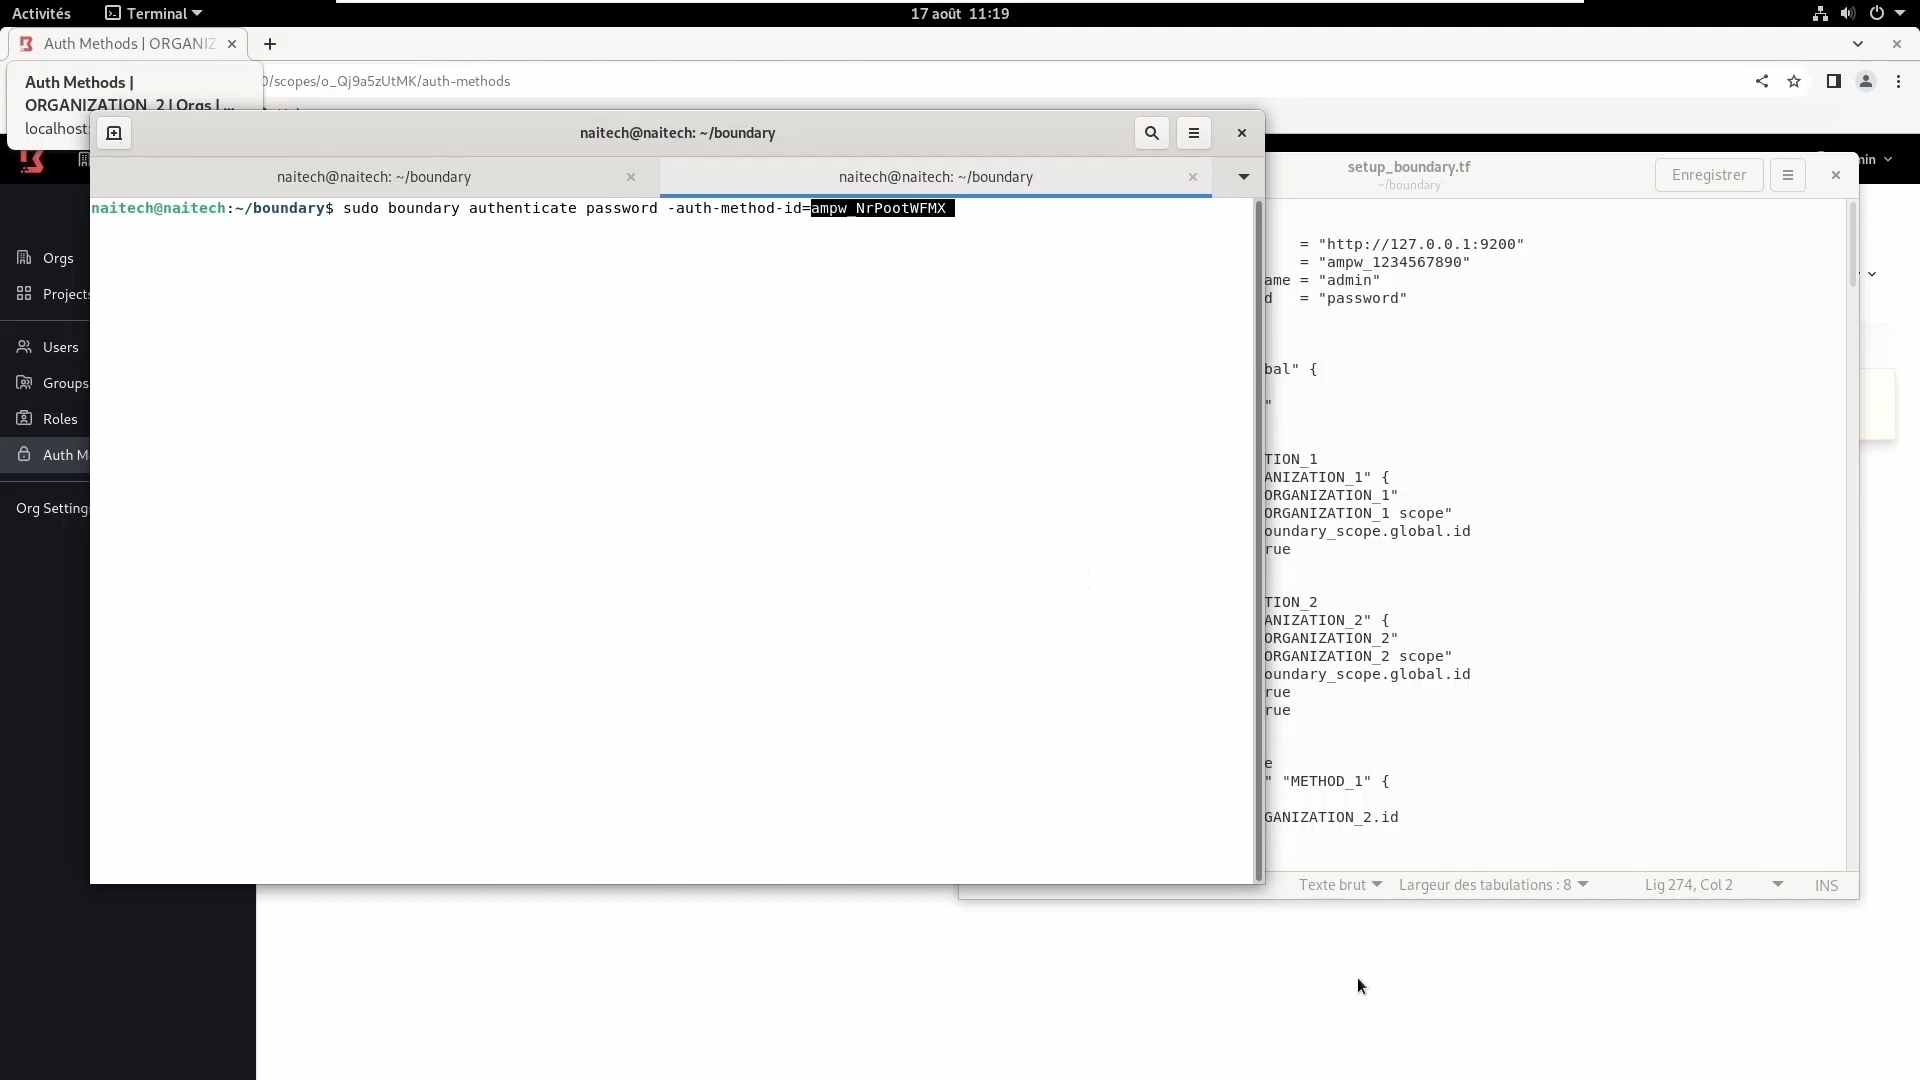 Activités
Terminal
17 août 11:19
Auth Methods | ORGANIZ
0/scopes/o_Qj9a5zUtMK/auth-methods
Auth Methods |
ORGANIZATION_2 | Orgs | ...
localhost:
naitech@naitech: ~/boundary
naitech@naitech: ~/boundary
naitech@naitech: ~/boundary
naitech@naitech:~/boundary$ sudo boundary authenticate password -auth-method-id=ampw_NrPootWFMX
Orgs
Projects
Users
Groups
Roles
Auth M
Org Setting
min
setup_boundary.tf
~/boundary
Enregistrer
= "http://127.0.0.1:9200"
= "ampw_1234567890"
ame = "admin"
d = "password"
bal" {
"
TION_1
ANIZATION_1" {
ORGANIZATION_1"
ORGANIZATION_1 scope"
oundary_scope.global.id
rue
TION_2
ANIZATION_2" {
ORGANIZATION_2"
ORGANIZATION_2 scope"
oundary_scope.global.id
rue
rue
e
" "METHOD_1" {
GANIZATION_2.id
Texte brut
Largeur des tabulations : 8
Lig 274, Col 2
INS